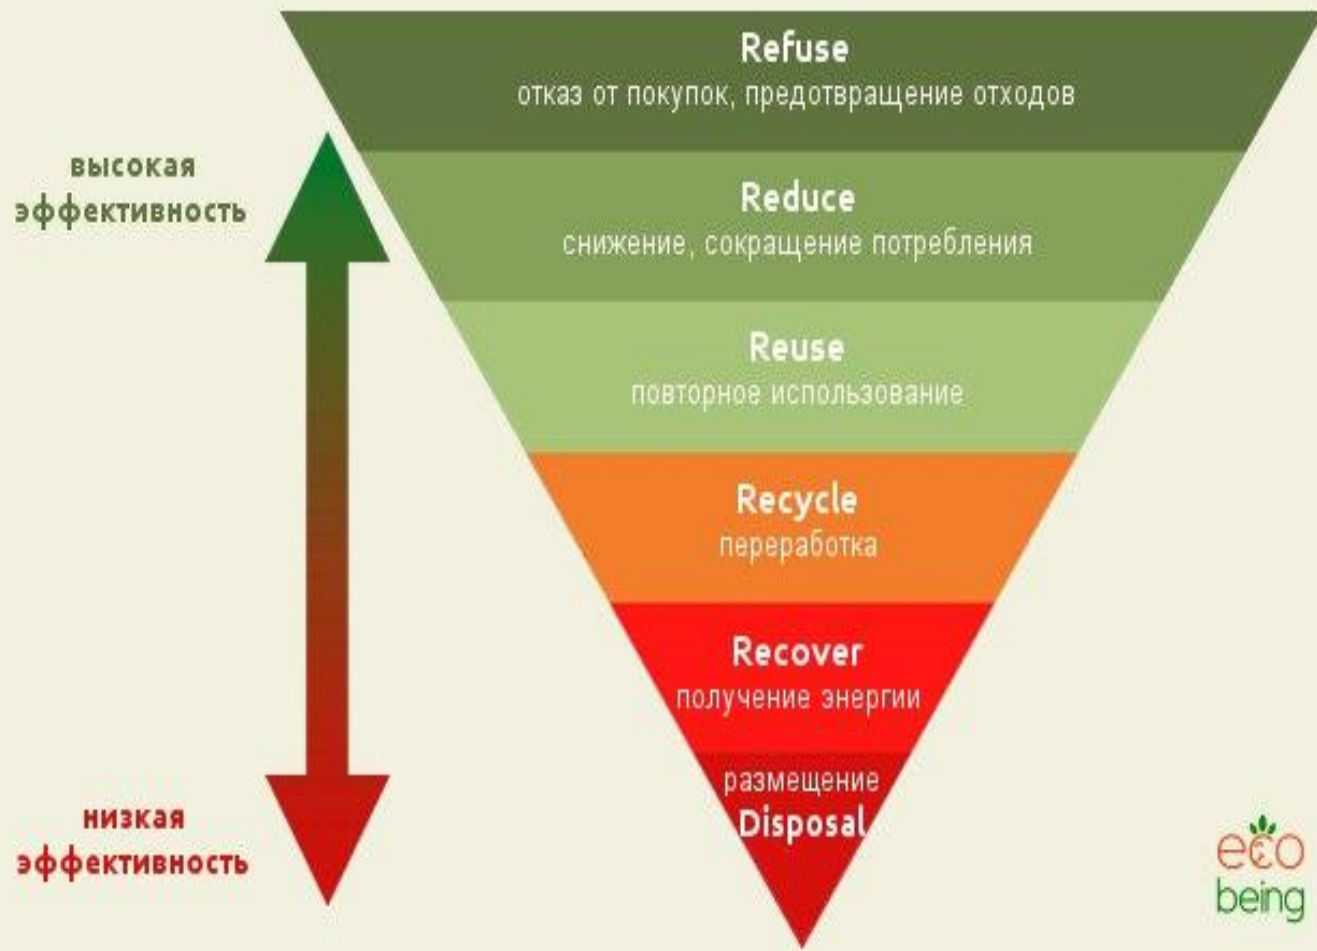 Refuse
отказ от покупок, предотвращение отходов
высокая
эффективность
Reduce
снижение, сокращение потребления
Reuse
повторное использование
Recycle
переработка
Recover
получение энергии
размещение
Disposal
низкая
эффективность
eco
being